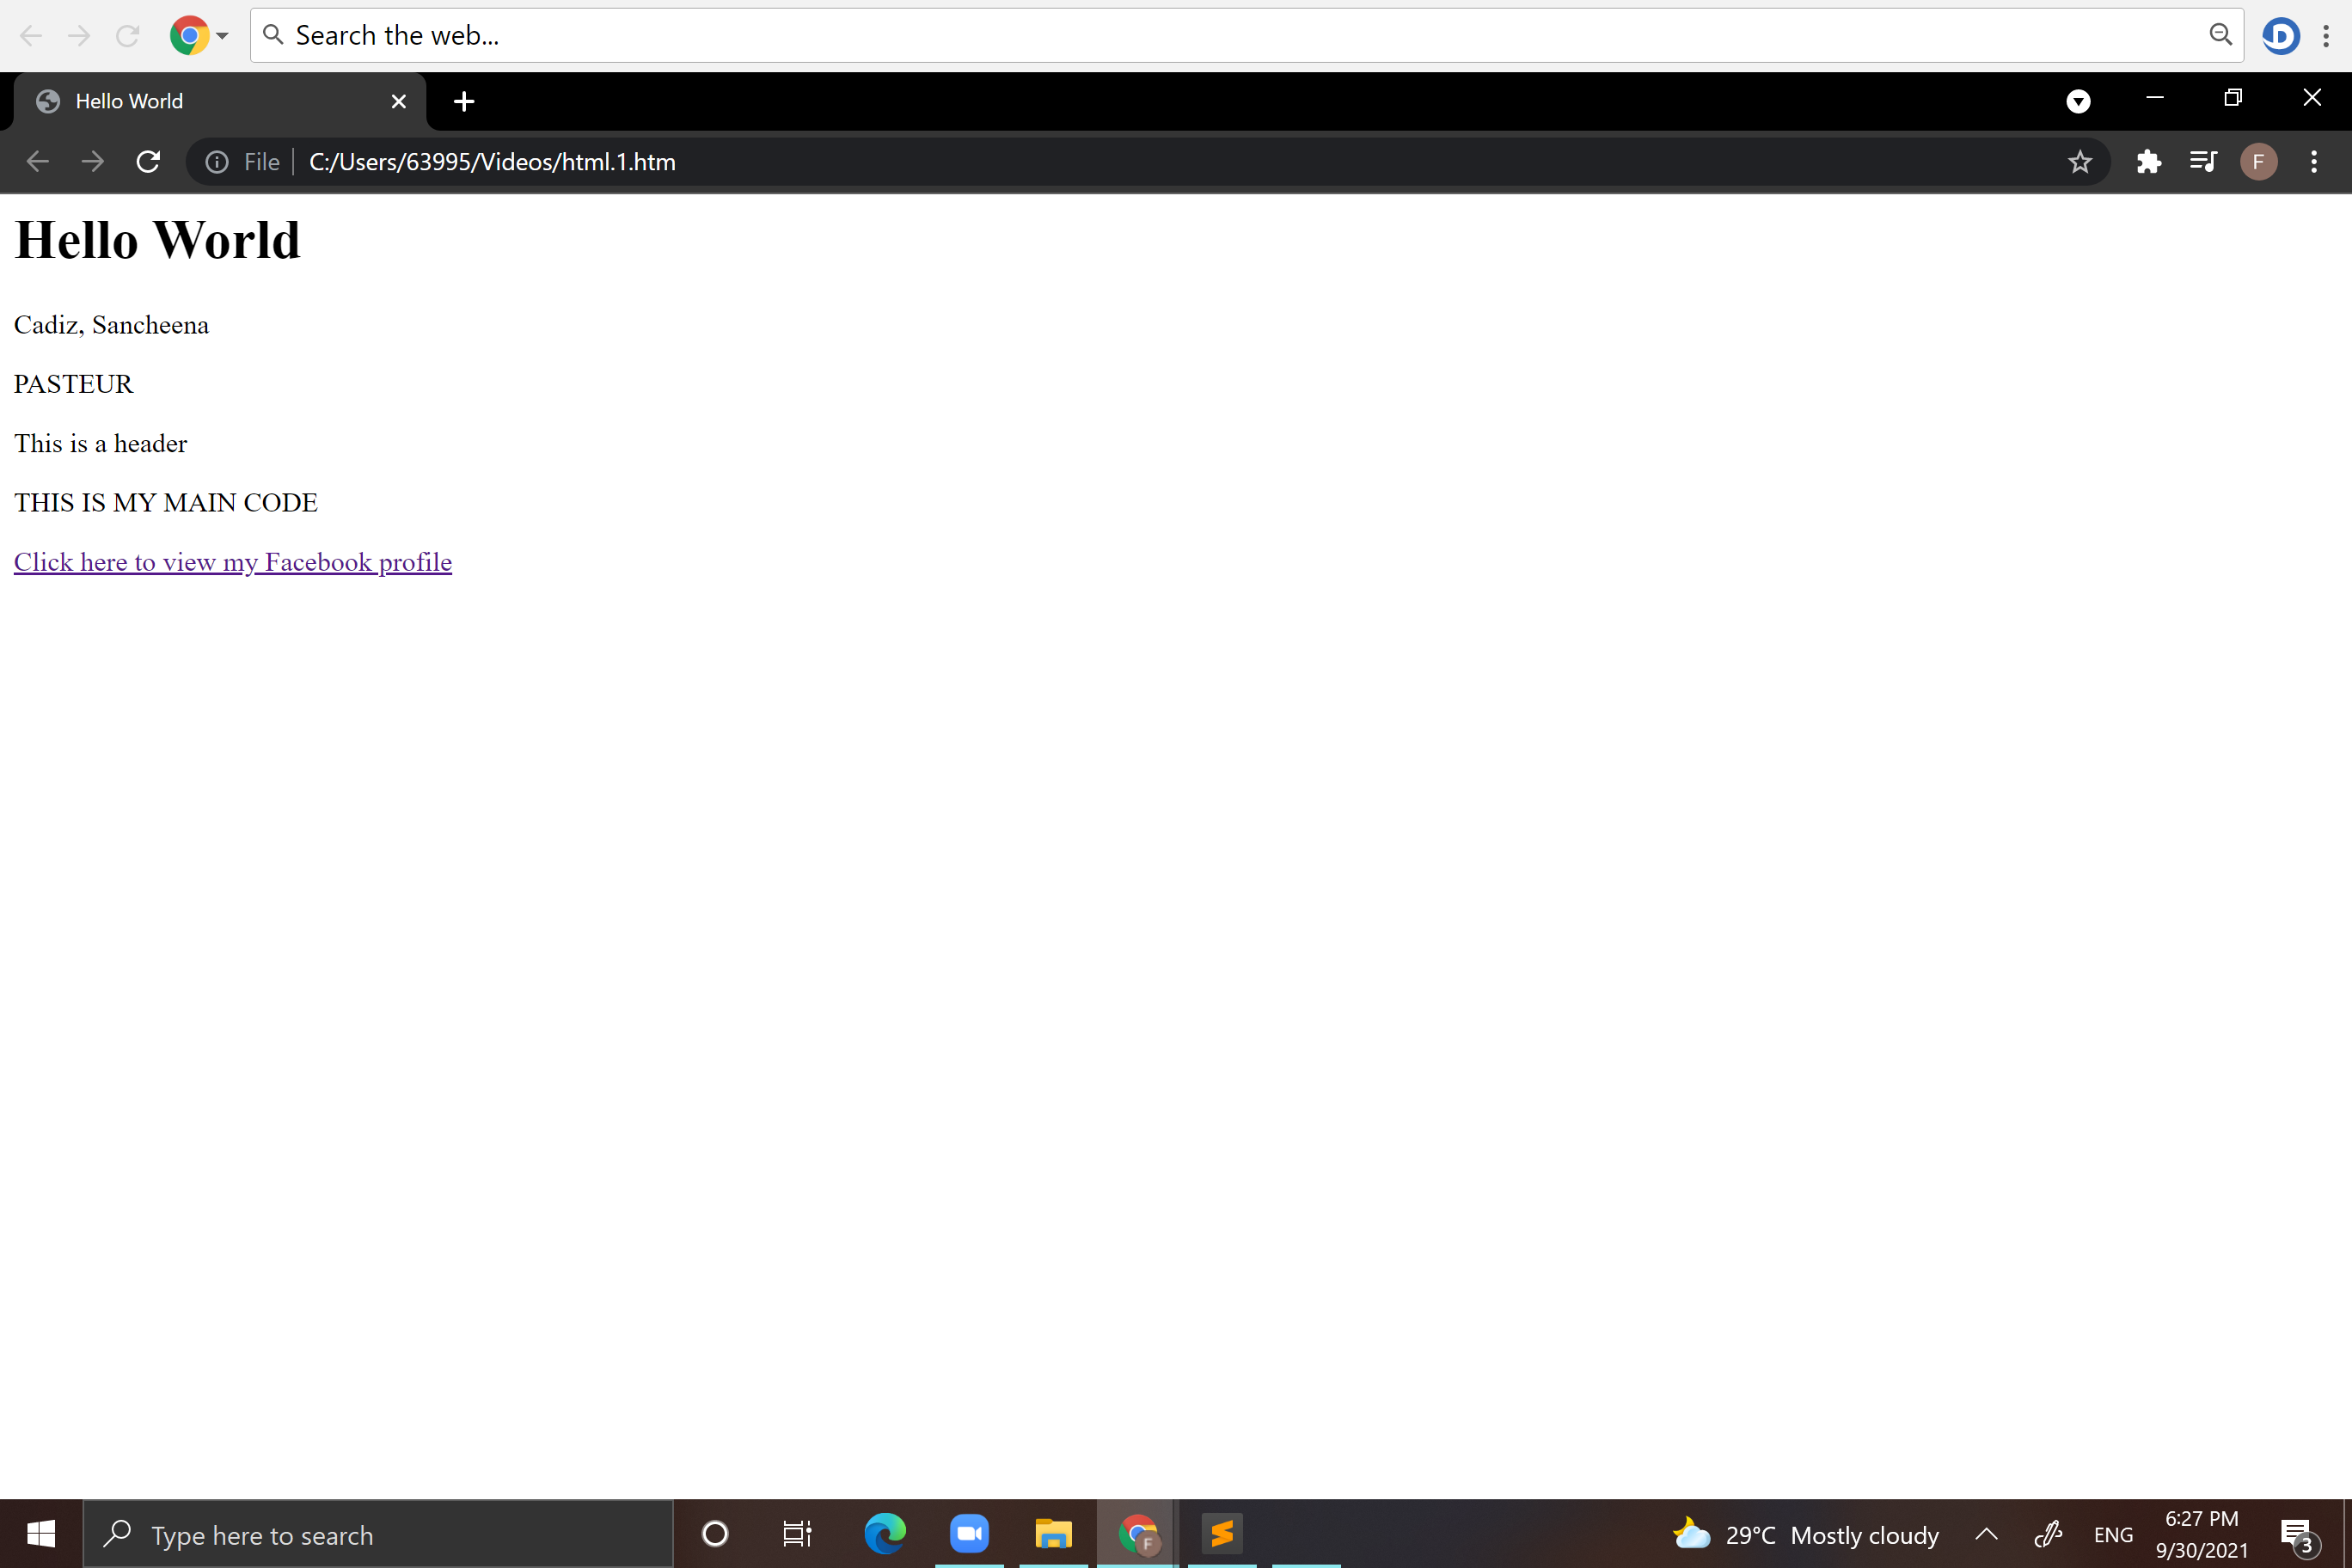 Search the web...
Hello World
File C:/Users/63995/Videos/html.1.htm
F
Hello World
Cadiz, Sancheena
PASTEUR
This is a header
THIS IS MY MAIN CODE
Click here to view my Facebook profile
Type here to search
F
29°C Mostly cloudy
ENG
6:27 PM
9/30/2021
3